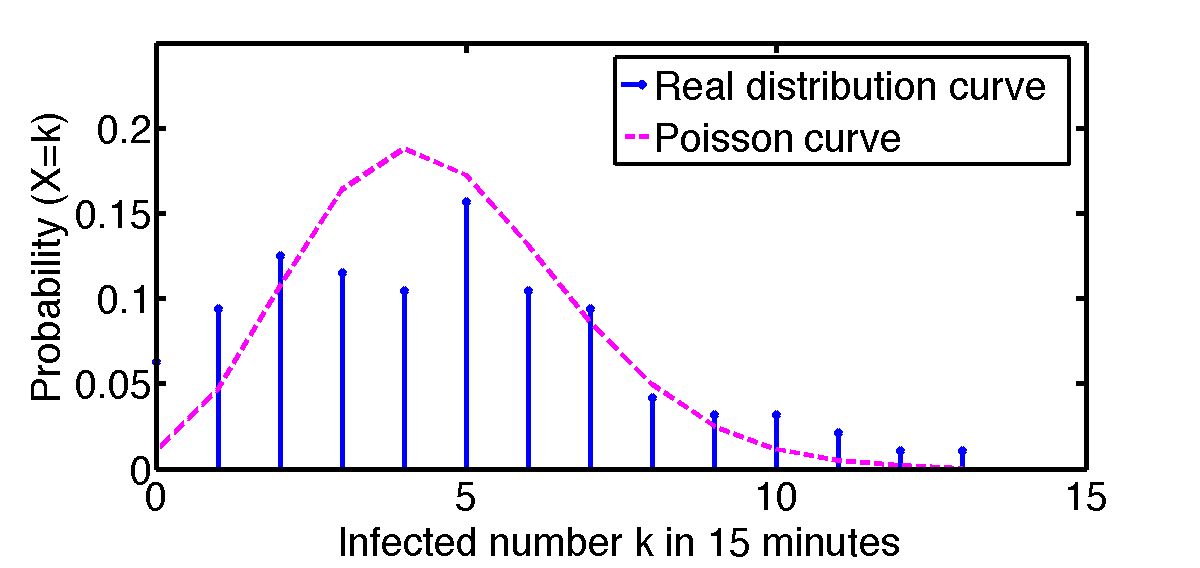 Real distribution curve
Poisson curve
Probability (X=k)
0.2
0.15
0.1
0.05
0
0 5 10 15
Infected number k in 15 minutes